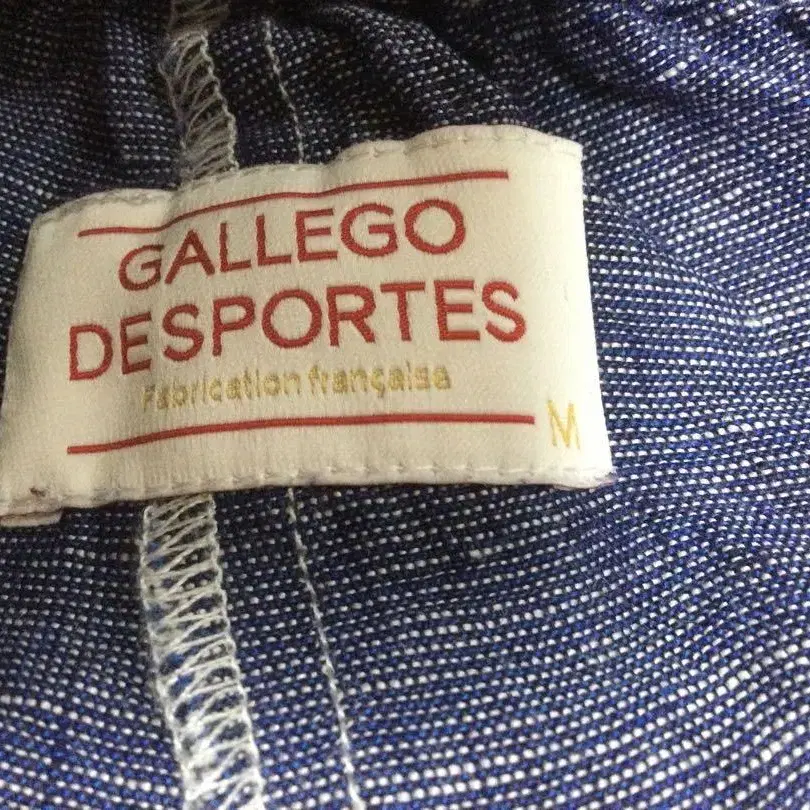 GALLEGO
DESPORTES
Fabrication française
M